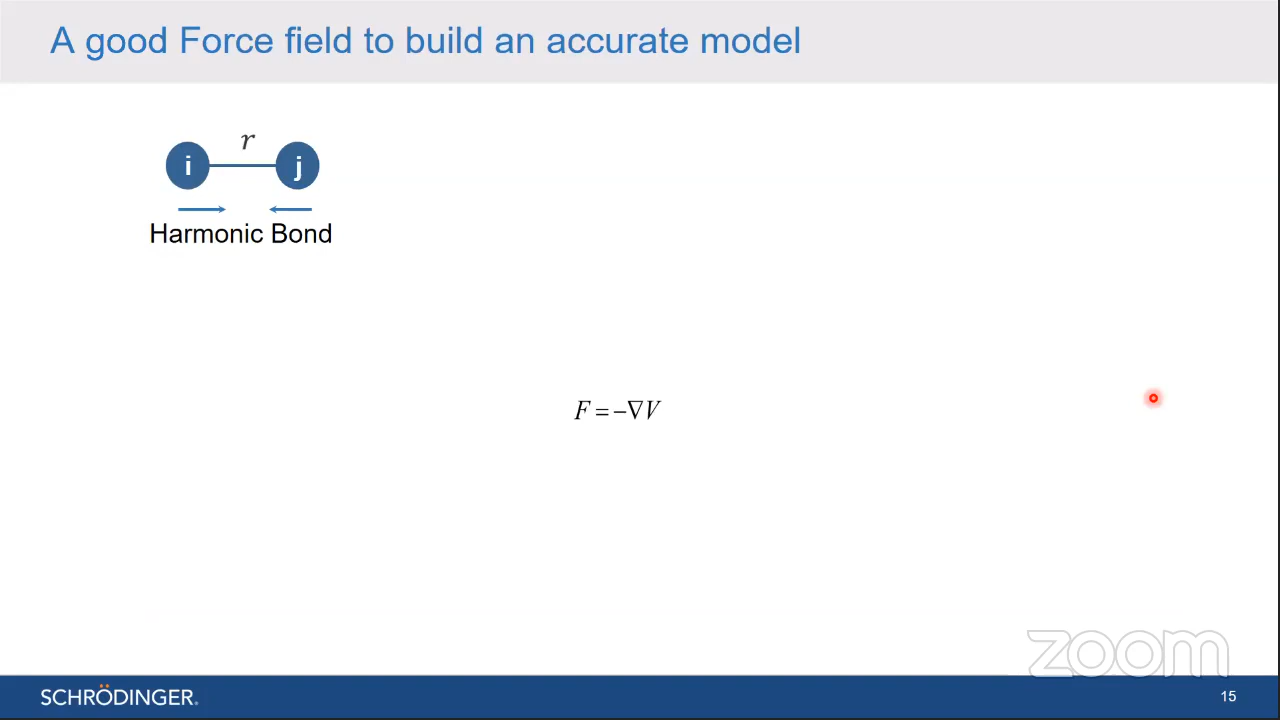 A good Force field to build an accurate model
r
i j
Harmonic Bond
F = −∇V
zoom
SCHRÖDINGER.
15